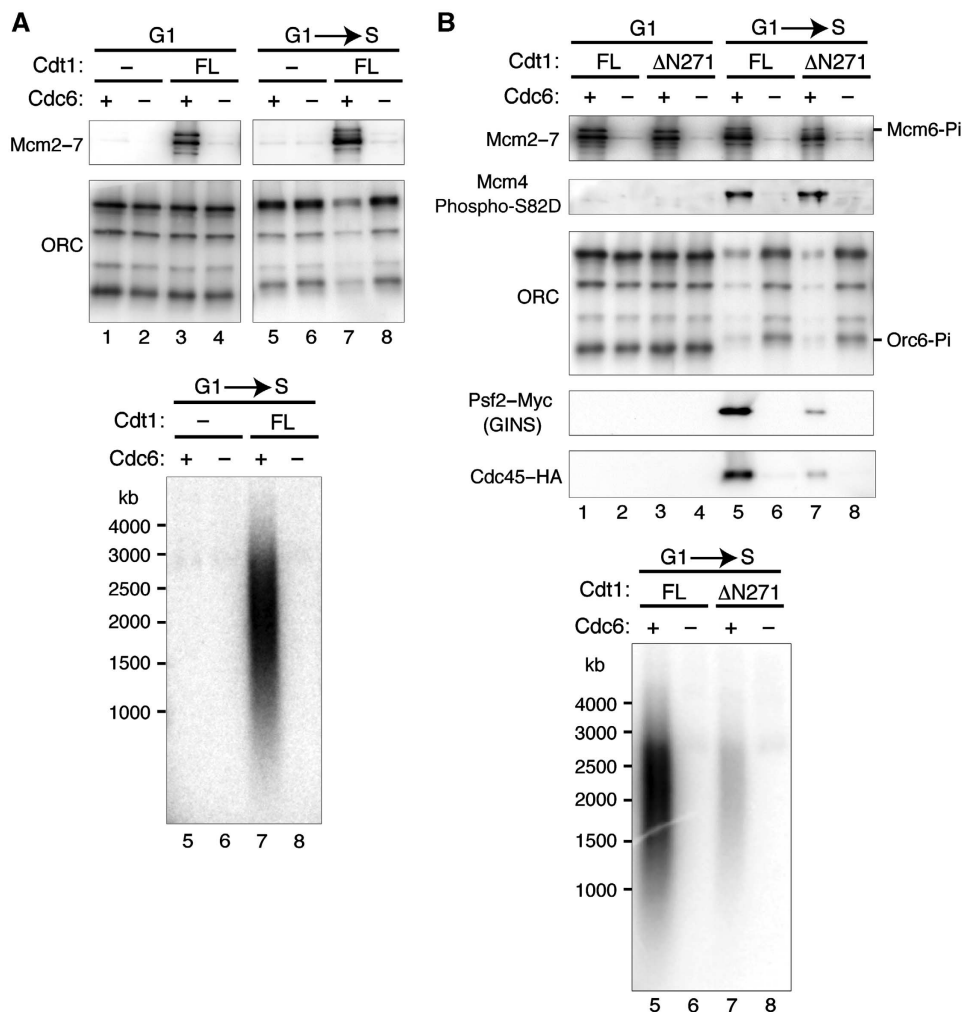 A
G1
G1 S
Cdt1: – FL – FL
Cdc6: + – + – + – + –
Mcm2–7
ORC
1 2 3 4 5 6 7 8
G1 S
Cdt1: – FL
Cdc6: + – + –
kb
4000
3000
2500
2000
1500
1000
5 6 7 8
B
G1
G1 S
Cdt1: FL ΔN271 FL ΔN271
Cdc6: + – + – + – + –
Mcm2–7
Mcm6-Pi
Mcm4
Phospho-S82D
ORC
Orc6-Pi
Psf2–Myc
(GINS)
Cdc45–HA
1 2 3 4 5 6 7 8
G1 S
Cdt1: FL ΔN271
Cdc6: + – + –
kb
4000
3000
2500
2000
1500
1000
5 6 7 8